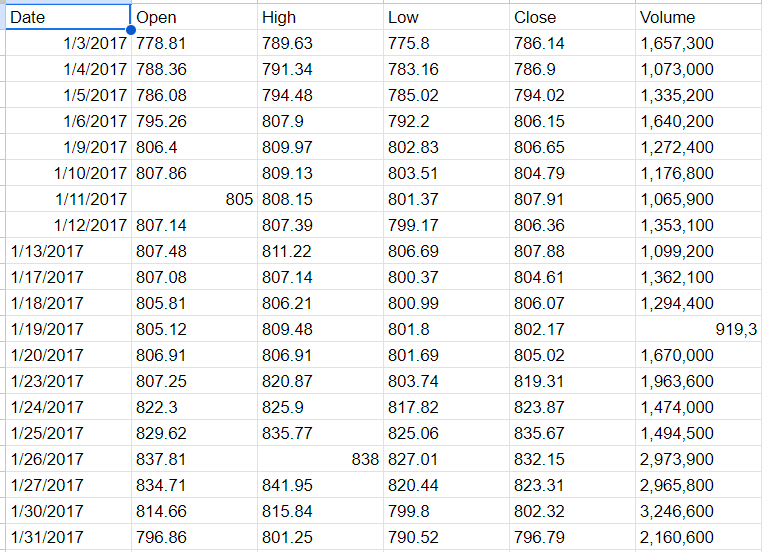 Date Open High Low Close Volume
1/3/2017 778.81 789.63 775.8 786.14 1,657,300
1/4/2017 788.36 791.34 783.16 786.9 1,073,000
1/5/2017 786.08 794.48 785.02 794.02 1,335,200
1/6/2017 795.26 807.9 792.2 806.15 1,640,200
1/9/2017 806.4 809.97 802.83 806.65 1,272,400
1/10/2017 807.86 809.13 803.51 804.79 1,176,800
1/11/2017 805 808.15 801.37 807.91 1,065,900
1/12/2017 807.14 807.39 799.17 806.36 1,353,100
1/13/2017 807.48 811.22 806.69 807.88 1,099,200
1/17/2017 807.08 807.14 800.37 804.61 1,362,100
1/18/2017 805.81 806.21 800.99 806.07 1,294,400
1/19/2017 805.12 809.48 801.8 802.17 919,3
1/20/2017 806.91 806.91 801.69 805.02 1,670,000
1/23/2017 807.25 820.87 803.74 819.31 1,963,600
1/24/2017 822.3 825.9 817.82 823.87 1,474,000
1/25/2017 829.62 835.77 825.06 835.67 1,494,500
1/26/2017 837.81 838 827.01 832.15 2,973,900
1/27/2017 834.71 841.95 820.44 823.31 2,965,800
1/30/2017 814.66 815.84 799.8 802.32 3,246,600
1/31/2017 796.86 801.25 790.52 796.79 2,160,600